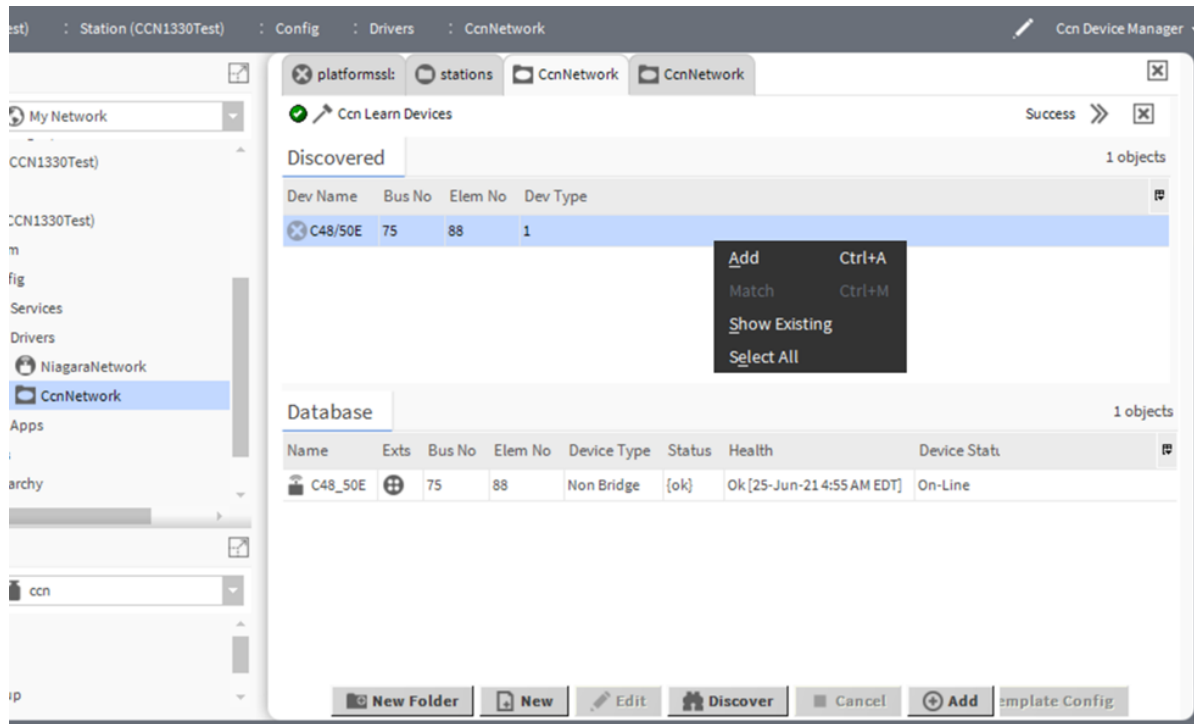 est) : Station (CCN1330Test) : Config : Drivers : CcnNetwork Ccn Device Manager
platformssl: stations CcnNetwork CcnNetwork
My Network
Ccn Learn Devices Success
CCN1330Test)
Discovered 1 objects
Dev Name Bus No Elem No Dev Type
CCN1330Test)
C48/50E 75 88 1
m
fig
Services
Drivers
NiagaraNetwork
CcnNetwork
Apps
s
archy
Add Ctrl+A
Match Ctrl+M
Show Existing
Select All
Database 1 objects
Name Exts Bus No Elem No Device Type Status Health Device Statu
C48_50E 75 88 Non Bridge {ok} Ok [25-Jun-21 4:55 AM EDT] On-Line
ccn
up
New Folder New Edit Discover Cancel Add emplate Config